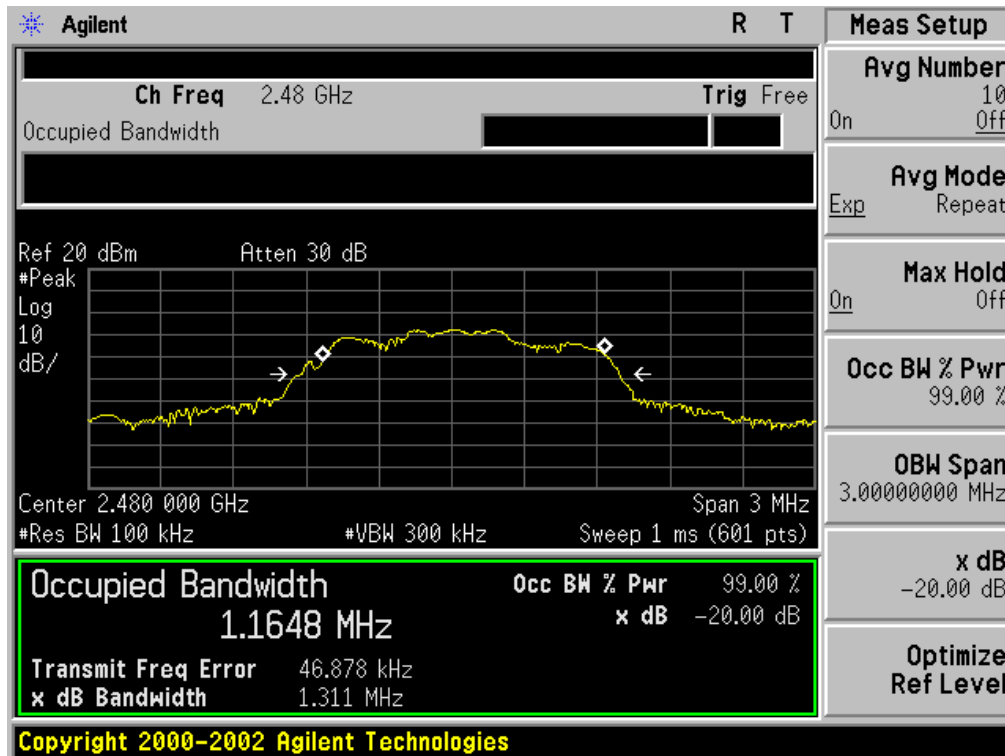 Agilent R T
Ch Freq 2.48 GHz Trig Free
Occupied Bandwidth
Ref 20 dBm Atten 30 dB
#Peak
Log
10
dB/
Center 2.480 000 GHz Span 3 MHz
#Res BW 100 kHz #VBW 300 kHz Sweep 1 ms (601 pts)
Occupied Bandwidth Occ BW % Pwr 99.00 %
1.1648 MHz x dB -20.00 dB
Transmit Freq Error 46.878 kHz
x dB Bandwidth 1.311 MHz
Copyright 2000-2002 Agilent Technologies
Meas Setup
Avg Number
10
On Off
Avg Mode
Exp Repeat
Max Hold
On Off
Occ BW % Pwr
99.00 %
OBW Span
3.00000000 MHz
x dB
-20.00 dB
Optimize
Ref Level